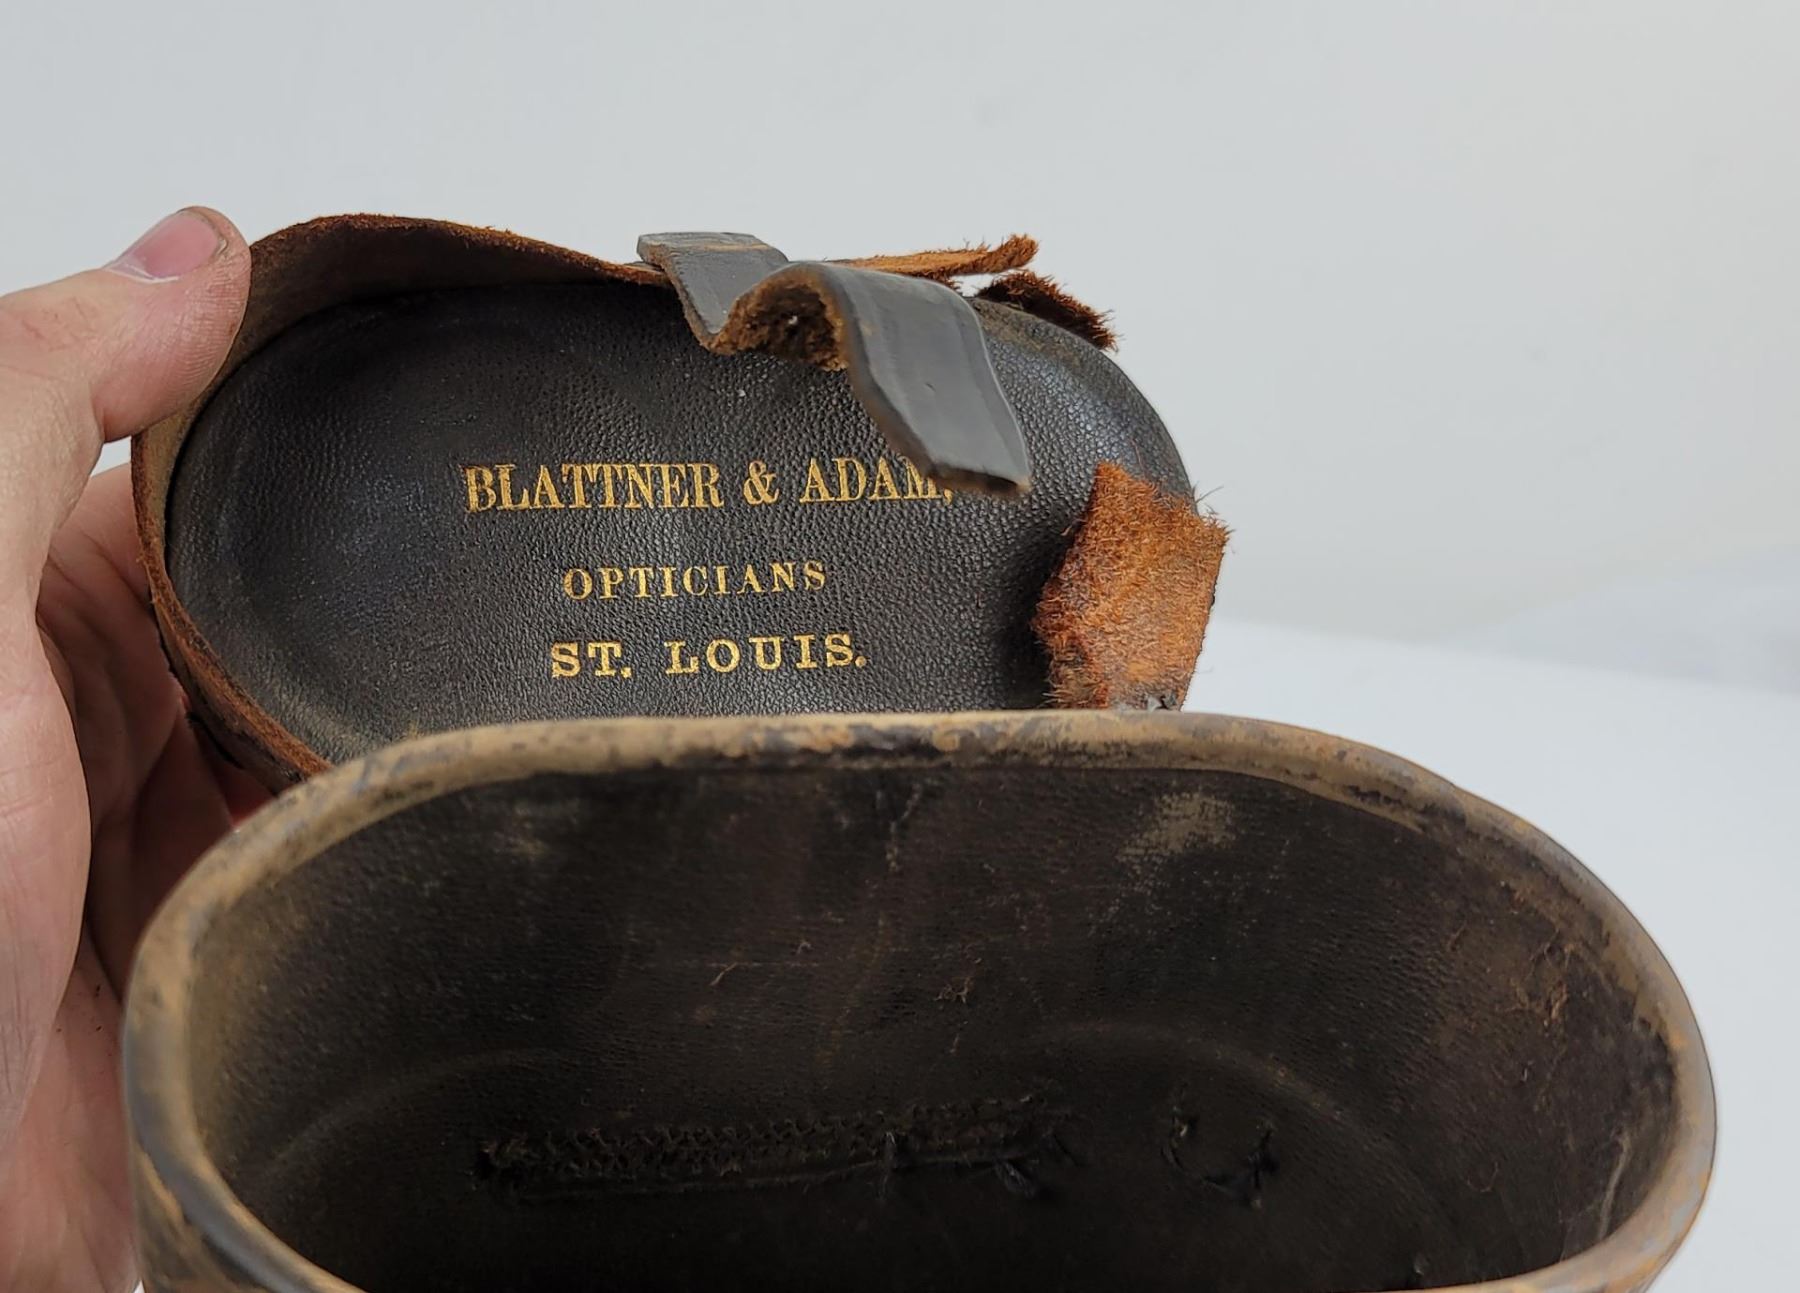 BLATTNER & ADAM,
OPTICIANS
ST. LOUIS.